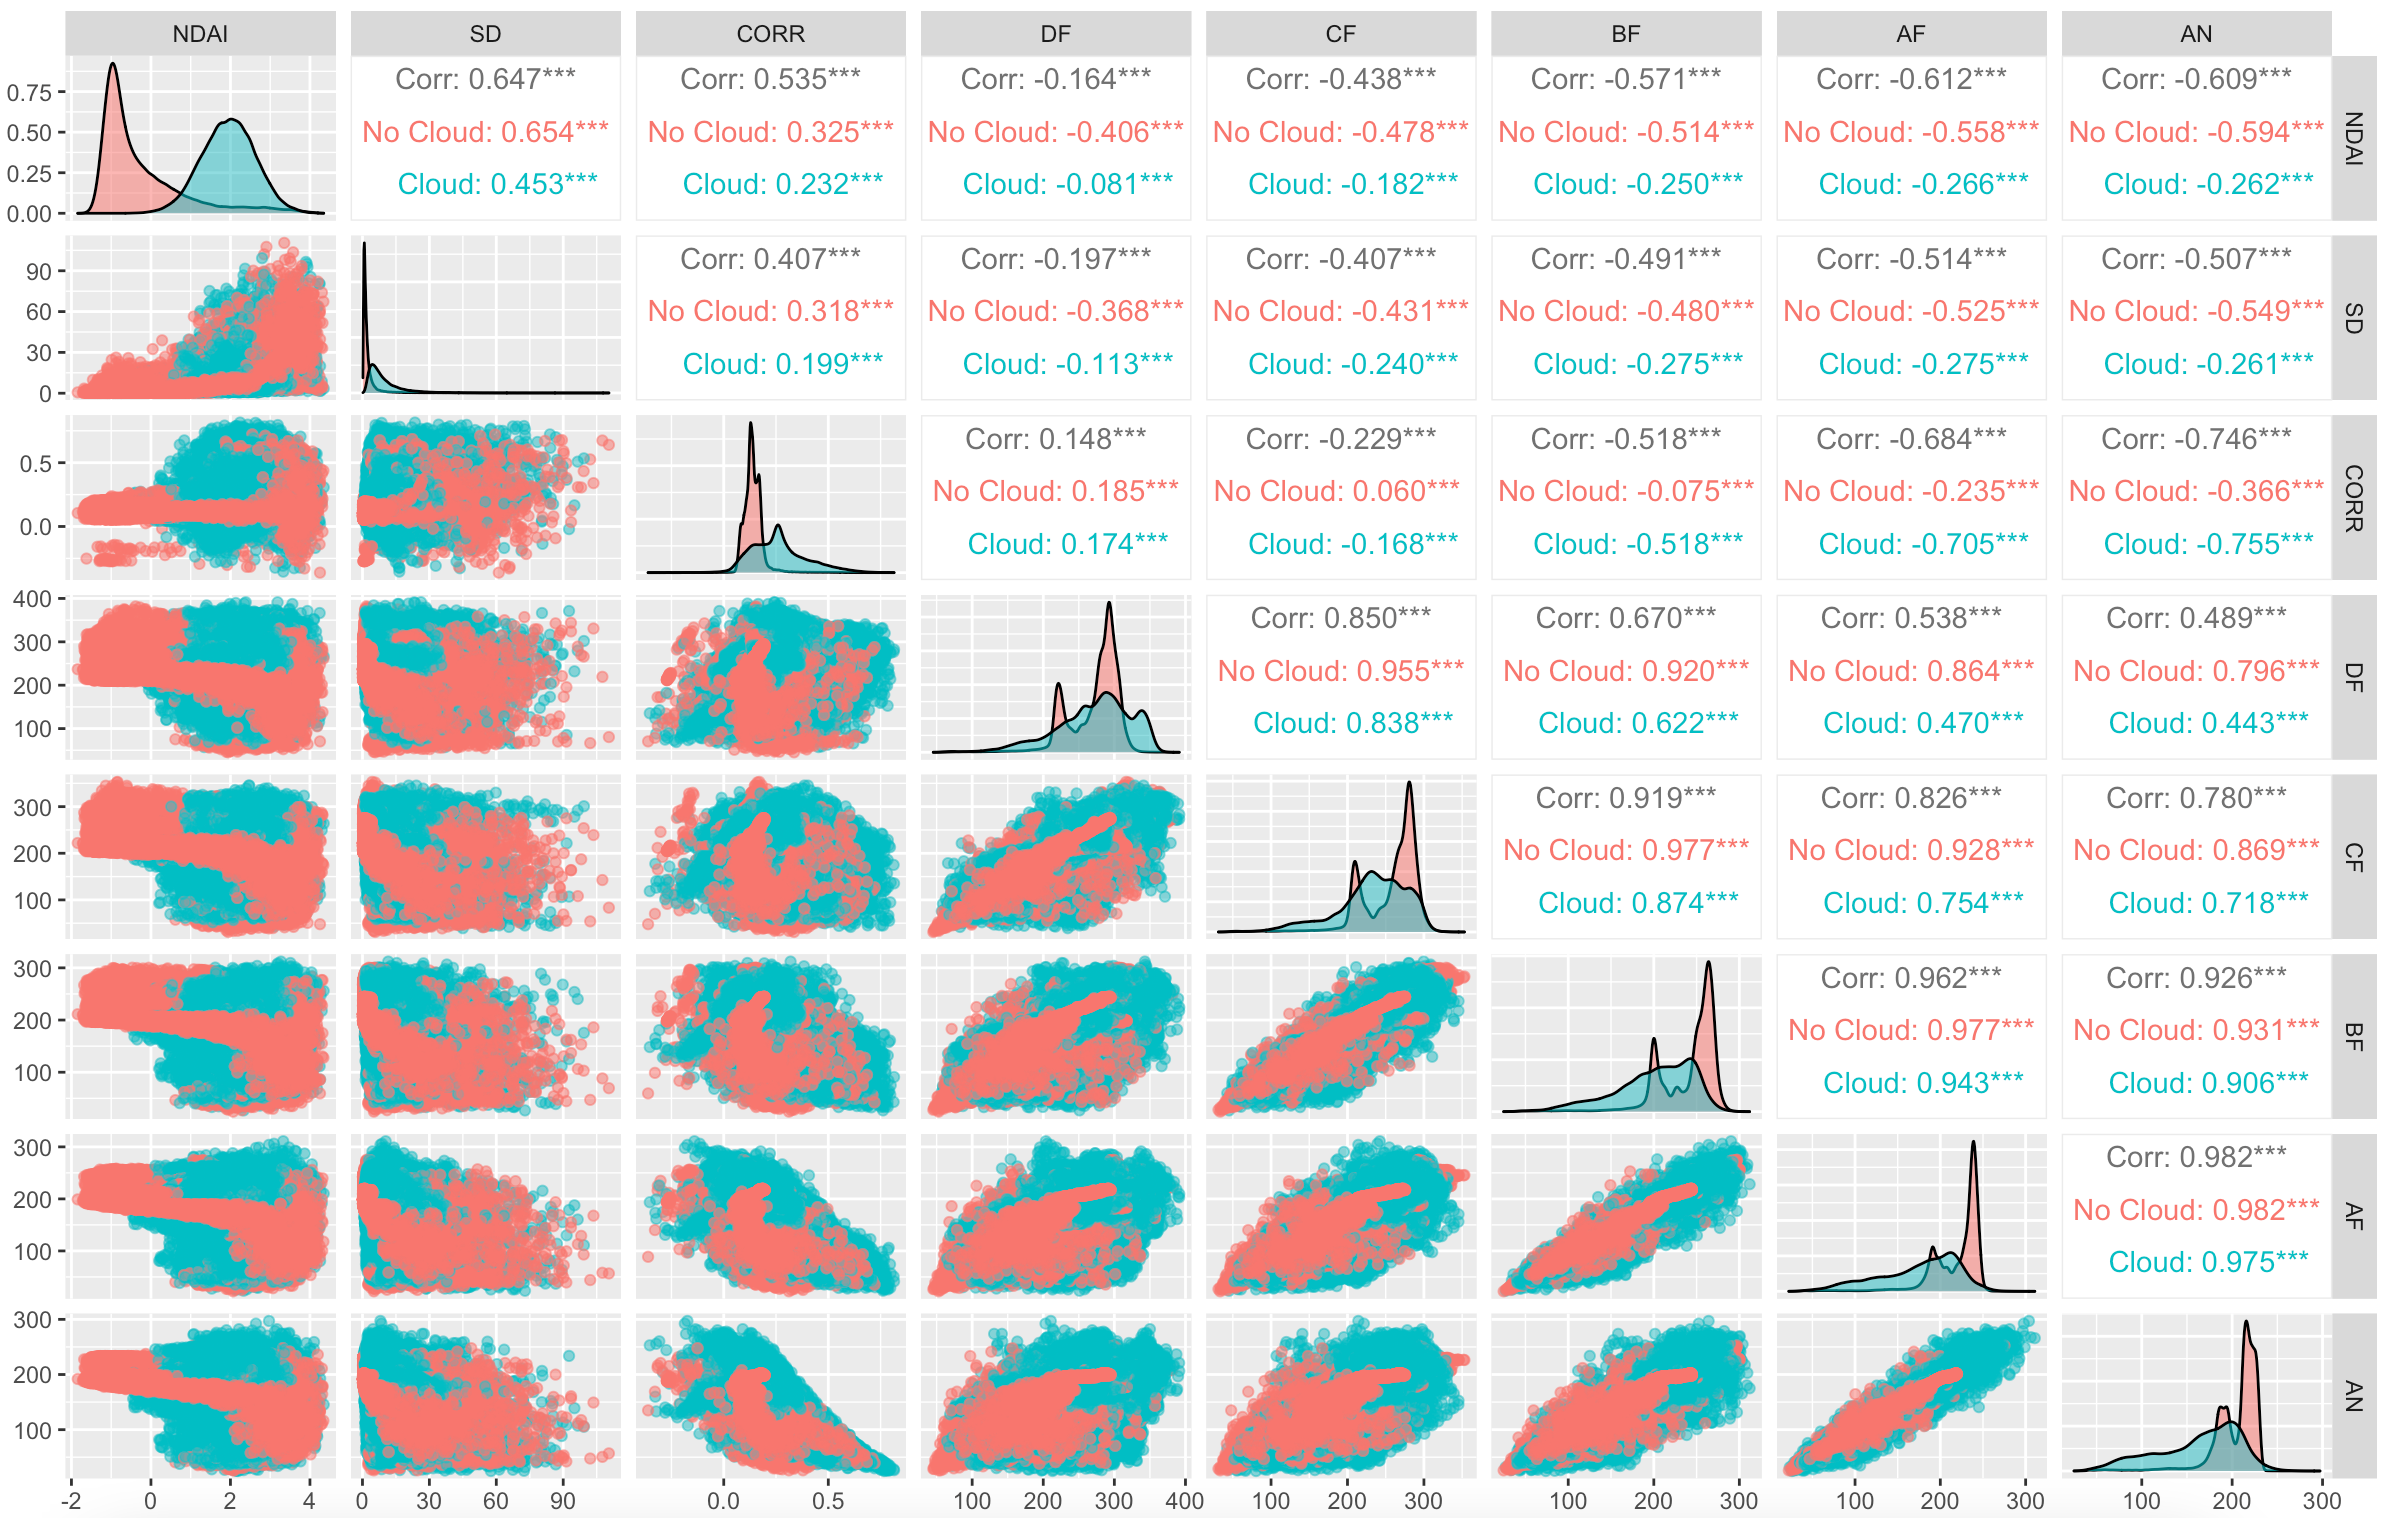 NDAI SD CORR DF CF BF AF AN
0.75
0.50
0.25
0.00
Corr: 0.647***
No Cloud: 0.654***
Cloud: 0.453***
Corr: 0.535***
No Cloud: 0.325***
Cloud: 0.232***
Corr: -0.164***
No Cloud: -0.406***
Cloud: -0.081***
Corr: -0.438***
No Cloud: -0.478***
Cloud: -0.182***
Corr: -0.571***
No Cloud: -0.514***
Cloud: -0.250***
Corr: -0.612***
No Cloud: -0.558***
Cloud: -0.266***
Corr: -0.609***
No Cloud: -0.594***
Cloud: -0.262***
NDAI
90
60
30
0
Corr: 0.407***
No Cloud: 0.318***
Cloud: 0.199***
Corr: -0.197***
No Cloud: -0.368***
Cloud: -0.113***
Corr: -0.407***
No Cloud: -0.431***
Cloud: -0.240***
Corr: -0.491***
No Cloud: -0.480***
Cloud: -0.275***
Corr: -0.514***
No Cloud: -0.525***
Cloud: -0.275***
Corr: -0.507***
No Cloud: -0.549***
Cloud: -0.261***
SD
0.5
0.0
Corr: 0.148***
No Cloud: 0.185***
Cloud: 0.174***
Corr: -0.229***
No Cloud: 0.060***
Cloud: -0.168***
Corr: -0.518***
No Cloud: -0.075***
Cloud: -0.518***
Corr: -0.684***
No Cloud: -0.235***
Cloud: -0.705***
Corr: -0.746***
No Cloud: -0.366***
Cloud: -0.755***
CORR
400
300
200
100
Corr: 0.850***
No Cloud: 0.955***
Cloud: 0.838***
Corr: 0.670***
No Cloud: 0.920***
Cloud: 0.622***
Corr: 0.538***
No Cloud: 0.864***
Cloud: 0.470***
Corr: 0.489***
No Cloud: 0.796***
Cloud: 0.443***
DF
300
200
100
Corr: 0.919***
No Cloud: 0.977***
Cloud: 0.874***
Corr: 0.826***
No Cloud: 0.928***
Cloud: 0.754***
Corr: 0.780***
No Cloud: 0.869***
Cloud: 0.718***
CF
300
200
100
Corr: 0.962***
No Cloud: 0.977***
Cloud: 0.943***
Corr: 0.926***
No Cloud: 0.931***
Cloud: 0.906***
BF
300
200
100
Corr: 0.982***
No Cloud: 0.982***
Cloud: 0.975***
AF
300
200
100
AN
-2 0 2 4 0 30 60 90 0.0 0.5 100 200 300 400 100 200 300 100 200 300 100 200 300 100 200 300